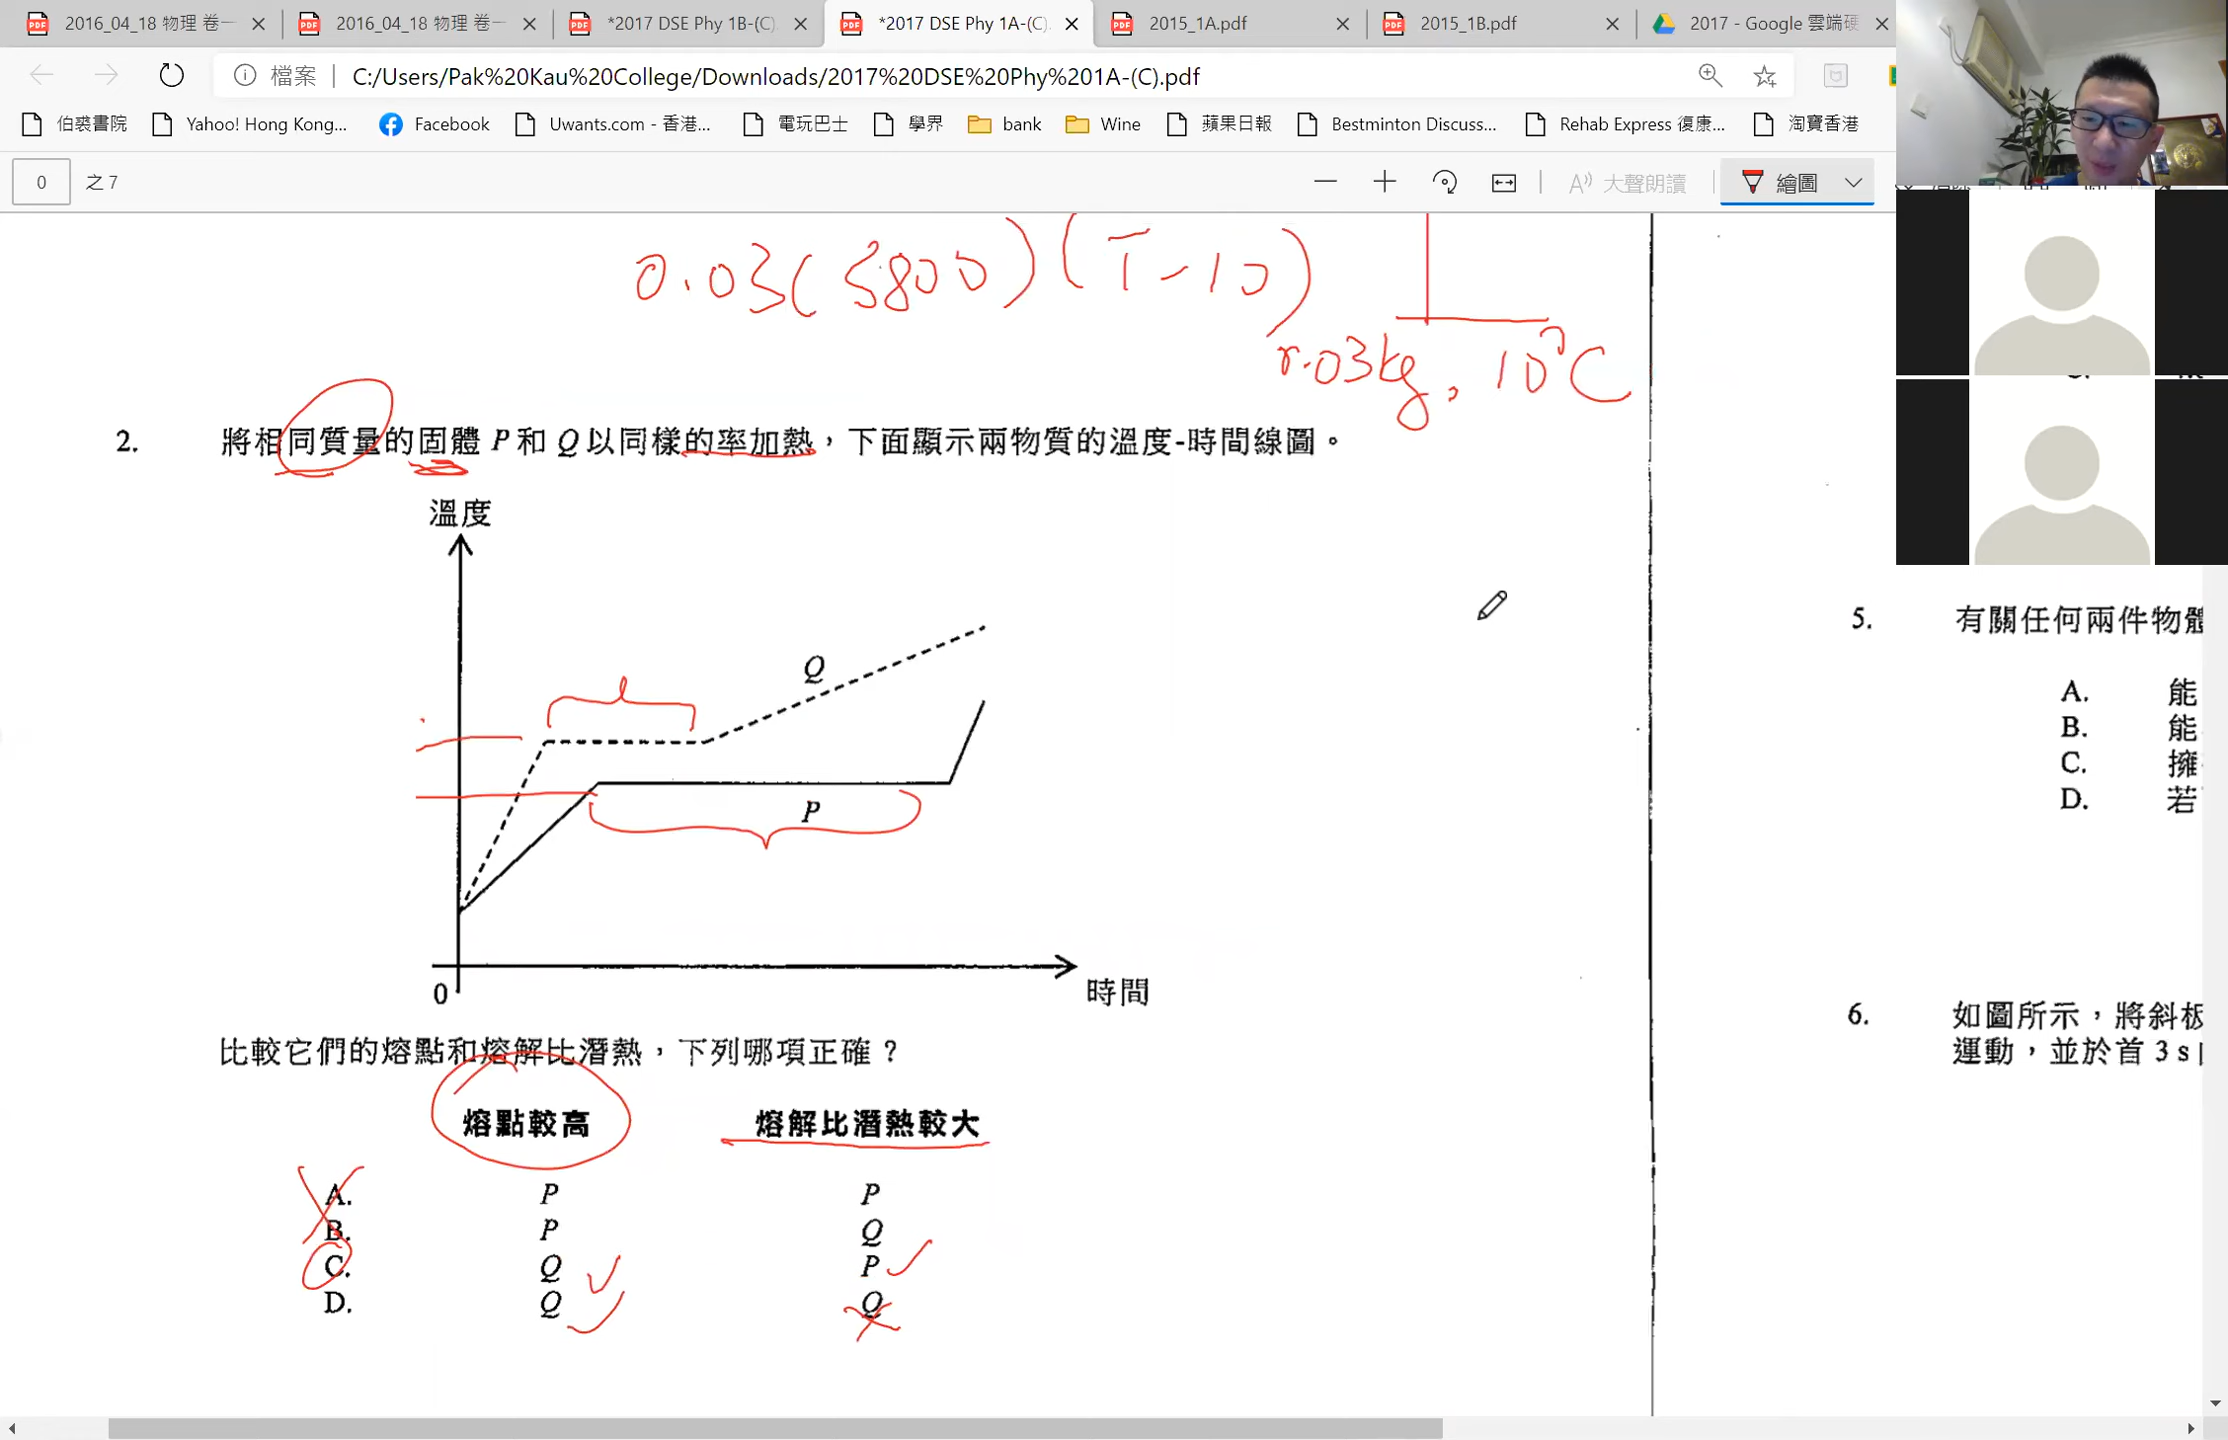 2016_04_18 物理 卷一
2016_04_18 物理 卷一
*2017 DSE Phy 1B-(C)
*2017 DSE Phy 1A-(C).
2015_1A.pdf
2015_1B.pdf
2017 - Google 雲端硬
檔案
C:/Users/Pak%20Kau%20College/Downloads/2017%20DSE%20Phy%201A-(C).pdf
伯裘書院
Yahoo! Hong Kong...
Facebook
Uwants.com - 香港...
電玩巴士
學界
bank
Wine
蘋果日報
Bestminton Discuss...
Rehab Express 復康...
淘寶香港
0 之 7
大聲朗讀
繪圖
0.03(3800)(T-10)
0.03kg, 10°C
2. 將相同質量的固體 P 和 Q 以同樣的率加熱，下面顯示兩物質的溫度-時間線圖。
溫度
Q
P
0
時間
比較它們的熔點和熔解比潛熱，下列哪項正確？
熔點較高 熔解比潛熱較大
A. P P
B. P Q
C. Q P
D. Q Q
5. 有關任何兩件物體
A. 能
B. 能
C. 擁
D. 若
6. 如圖所示，將斜板
運動，並於首 3 s